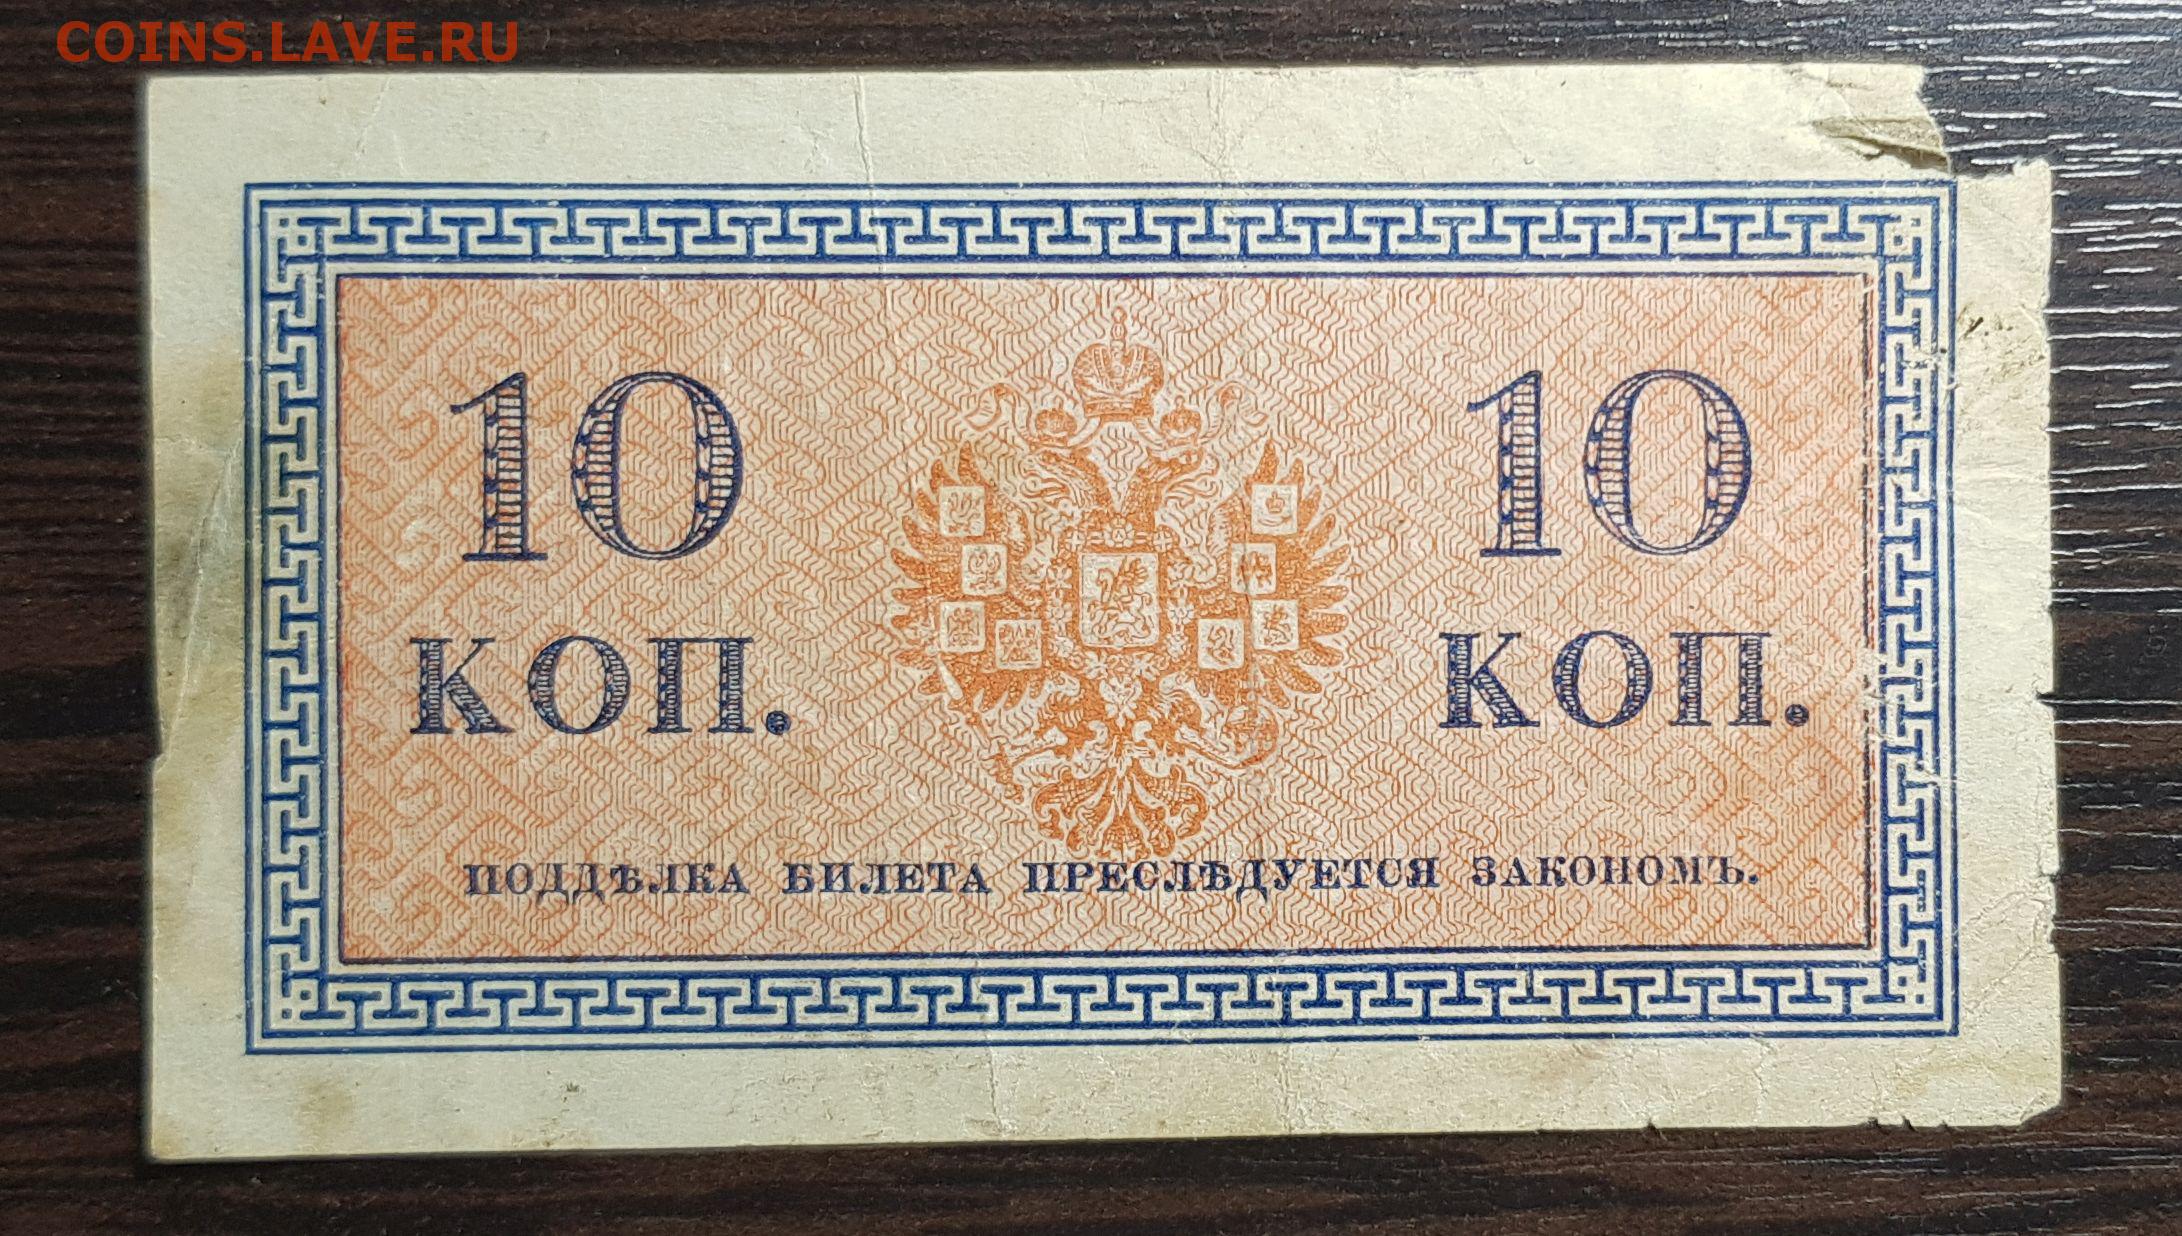 COINS.LAVE.RU
10 10
КОП. КОП.
ПОДДѢЛКА БИЛЕТА ПРЕСЛѢДУЕТСЯ ЗАКОНОМЪ.